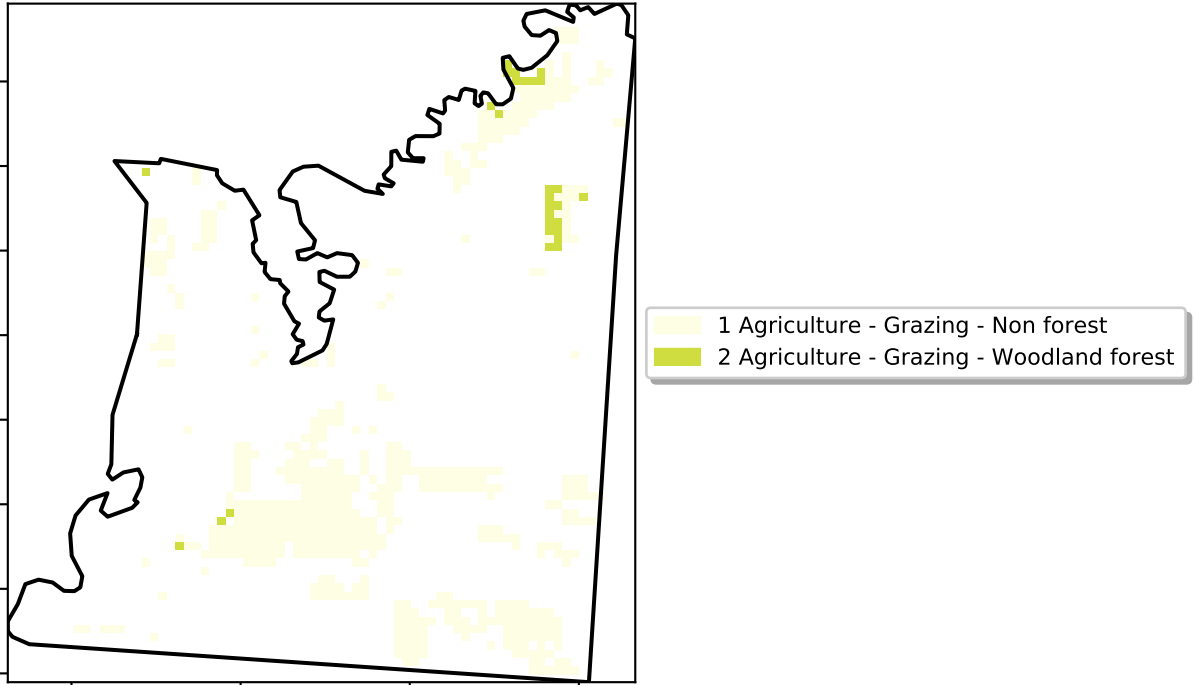 1 Agriculture - Grazing - Non forest
2 Agriculture - Grazing - Woodland forest